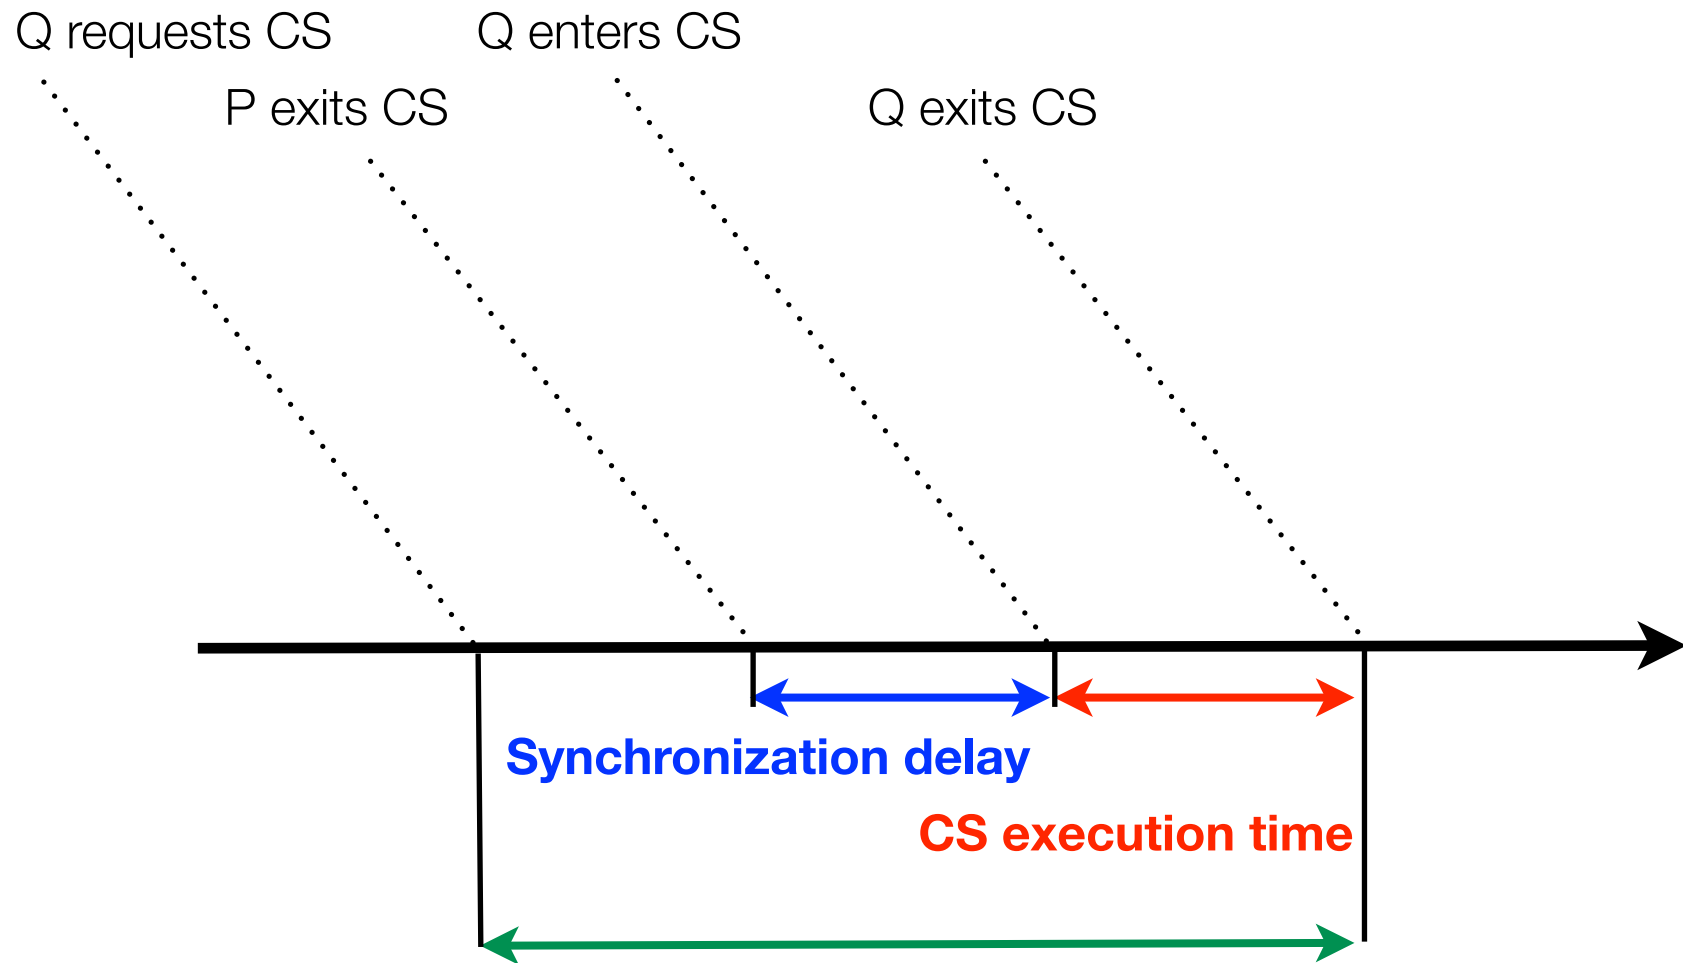 Q requests CS
Q enters CS
P exits CS
Q exits CS
Synchronization delay
CS execution time